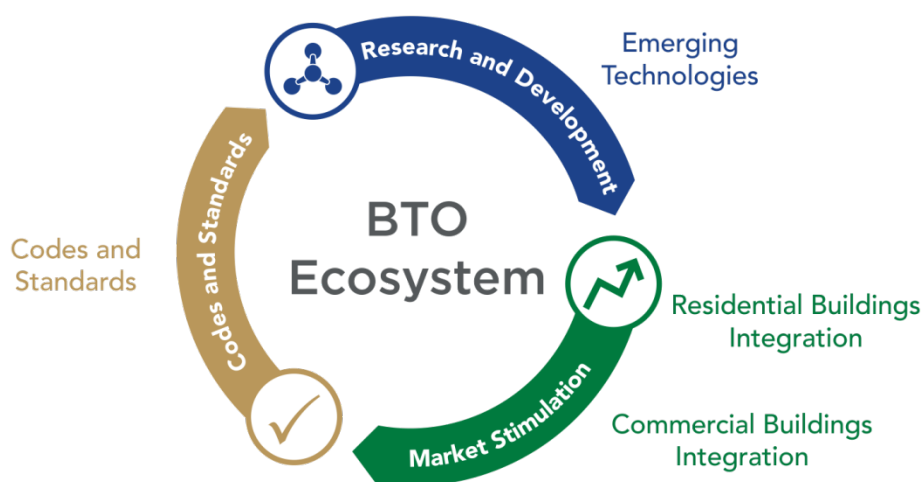 Research and Development
Emerging
Technologies
Codes and Standards
BTO
Ecosystem
Codes and
Standards
Residential Buildings
Integration
Market Stimulation
Commercial Buildings
Integration